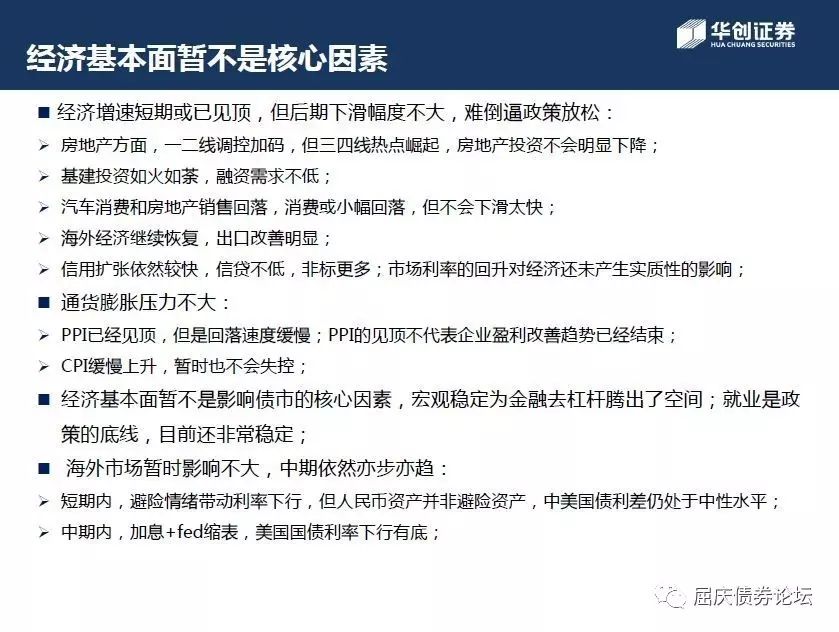 华创证券
HUA CHUANG SECURITIES
经济基本面暂不是核心因素
■ 经济增速短期或已见顶，但后期下滑幅度不大，难倒逼政策放松：
➢ 房地产方面，一二线调控加码，但三四线热点崛起，房地产投资不会明显下降；
➢ 基建投资如火如荼，融资需求不低；
➢ 汽车消费和房地产销售回落，消费或小幅回落，但不会下滑太快；
➢ 海外经济继续恢复，出口改善明显；
➢ 信用扩张依然较快，信贷不低，非标更多；市场利率的回升对经济还未产生实质性的影响；
■ 通货膨胀压力不大：
➢ PPI已经见顶，但是回落速度缓慢；PPI的见顶不代表企业盈利改善趋势已经结束；
➢ CPI缓慢上升，暂时也不会失控；
■ 经济基本面暂不是影响债市的核心因素，宏观稳定为金融去杠杆腾出了空间；就业是政
策的底线，目前还非常稳定；
■ 海外市场暂时影响不大，中期依然亦步亦趋：
➢ 短期内，避险情绪带动利率下行，但人民币资产并非避险资产，中美国债利差仍处于中性水平；
➢ 中期内，加息+fed缩表，美国国债利率下行有底；
屈庆债券论坛